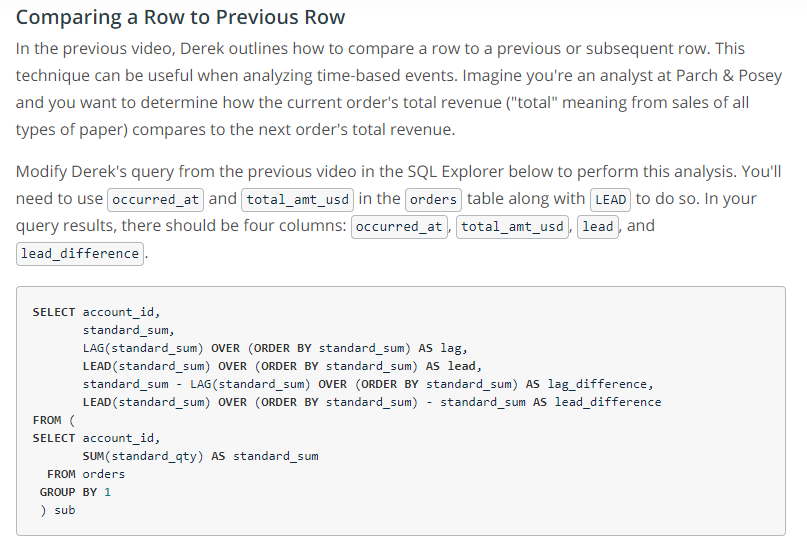 Comparing a Row to Previous Row
In the previous video, Derek outlines how to compare a row to a previous or subsequent row. This
technique can be useful when analyzing time-based events. Imagine you're an analyst at Parch & Posey
and you want to determine how the current order's total revenue ("total" meaning from sales of all
types of paper) compares to the next order's total revenue.
Modify Derek's query from the previous video in the SQL Explorer below to perform this analysis. You'll
need to use occurred_at and total_amt_usd in the orders table along with LEAD to do so. In your
query results, there should be four columns: occurred_at, total_amt_usd, lead, and
lead_difference.
SELECT account_id,
       standard_sum,
       LAG(standard_sum) OVER (ORDER BY standard_sum) AS lag,
       LEAD(standard_sum) OVER (ORDER BY standard_sum) AS lead,
       standard_sum - LAG(standard_sum) OVER (ORDER BY standard_sum) AS lag_difference,
       LEAD(standard_sum) OVER (ORDER BY standard_sum) - standard_sum AS lead_difference
FROM (
SELECT account_id,
       SUM(standard_qty) AS standard_sum
  FROM orders
 GROUP BY 1
 ) sub